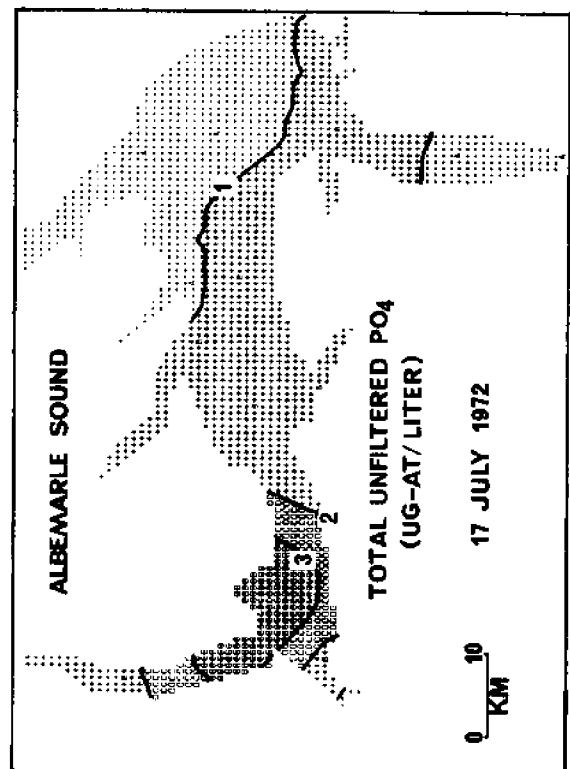 ALBEMARLE SOUND
1
2
3
TOTAL UNFILTERED PO4
(UG-AT/LITER)
17 JULY 1972
0 10
KM